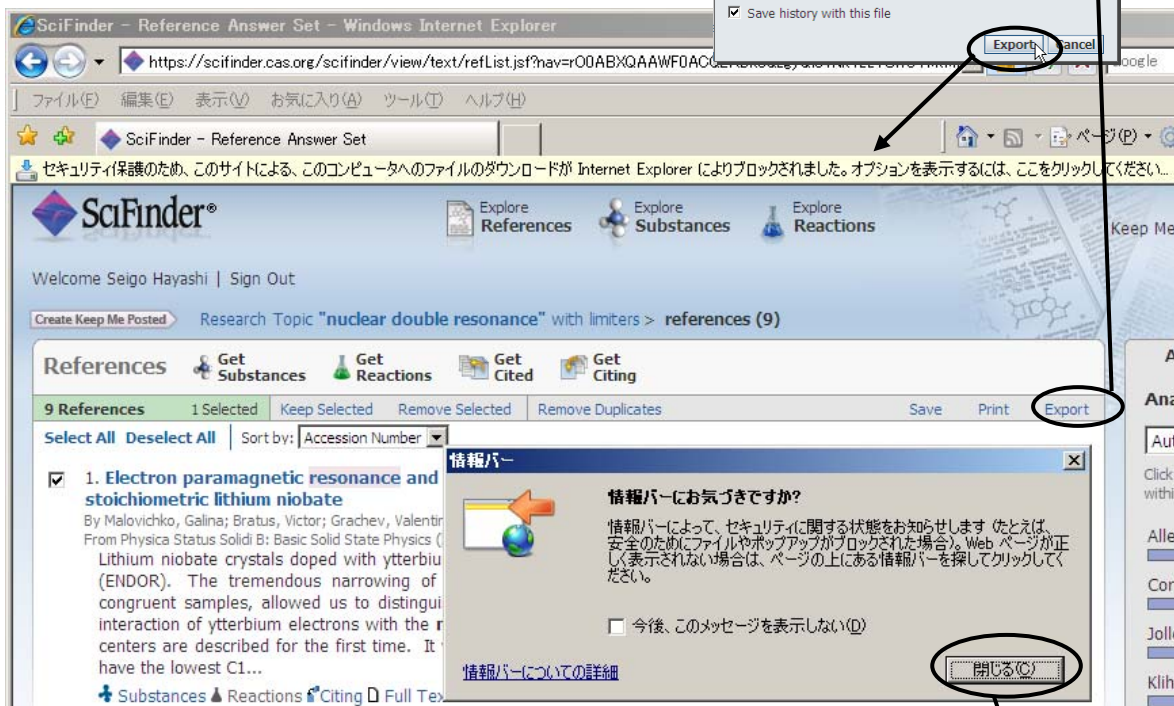 Save history with this file
Export Cancel
SciFinder - Reference Answer Set - Windows Internet Explorer
https://scifinder.cas.org/scifinder/view/text/refList.jsf?nav=
oogle
ファイル(F) 編集(E) 表示(V) お気に入り(A) ツール(T) ヘルプ(H)
SciFinder - Reference Answer Set
ページ(P)
セキュリティ保護のため、このサイトによる、このコンピュータへのファイルのダウンロードが Internet Explorer によりブロックされました。オプションを表示するには、ここをクリックしてください...
SciFinder®
Explore References
Explore Substances
Explore Reactions
Keep Me
Welcome Seigo Hayashi | Sign Out
Create Keep Me Posted
Research Topic "nuclear double resonance" with limiters > references (9)
References
Get Substances
Get Reactions
Get Cited
Get Citing
9 References 1 Selected Keep Selected Remove Selected Remove Duplicates Save Print Export
Select All Deselect All Sort by: Accession Number
1. Electron paramagnetic resonance and
stoichiometric lithium niobate
By Malovichko, Galina; Bratus, Victor; Grachev, Valentin
From Physica Status Solidi B: Basic Solid State Physics (
Lithium niobate crystals doped with ytterbiu
(ENDOR). The tremendous narrowing of
congruent samples, allowed us to distingui
interaction of ytterbium electrons with the
centers are described for the first time. It
have the lowest C1...
Substances Reactions Citing Full Tex
情報バー
情報バーにお気づきですか?
情報バーによって、セキュリティに関する状態をお知らせします (たとえば、
安全のためにファイルやポップアップがブロックされた場合)。Web ページが正
しく表示されない場合は、ページの上にある情報バーを探してクリックしてく
ださい。
今後、このメッセージを表示しない(D)
情報バーについての詳細
閉じる(C)
A
Ana
Aut
Click
withi
Alle
Cor
Jolle
Klih